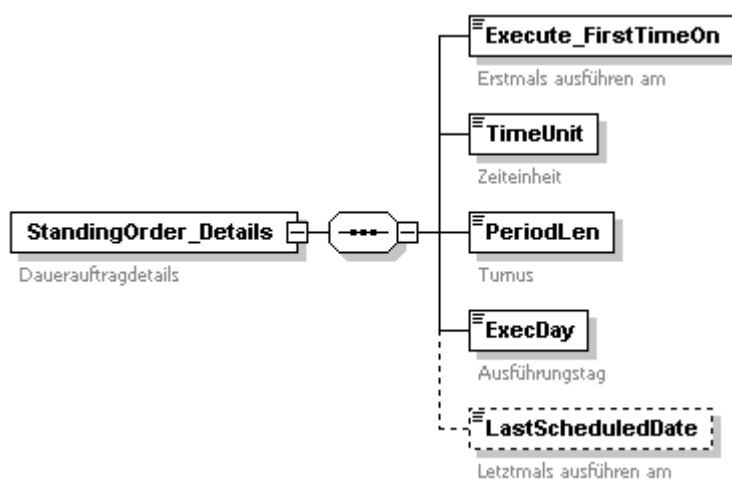 Execute_FirstTimeOn
Erstmals ausführen am
TimeUnit
Zeiteinheit
StandingOrder_Details
Dauerauftragdetails
PeriodLen
Turnus
ExecDay
Ausführungstag
LastScheduledDate
Letztmals ausführen am